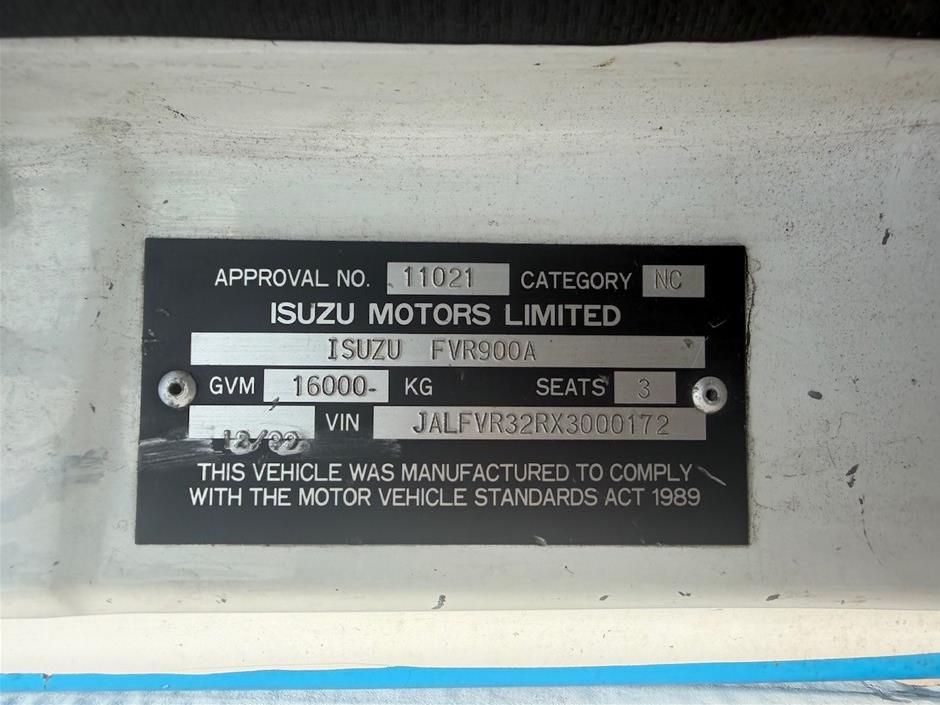 APPROVAL NO. 11021 CATEGORY NC
ISUZU MOTORS LIMITED
ISUZU FVR900A
GVM 16000- KG SEATS 3
VIN JALFVR32RX3000172
THIS VEHICLE WAS MANUFACTURED TO COMPLY
WITH THE MOTOR VEHICLE STANDARDS ACT 1989